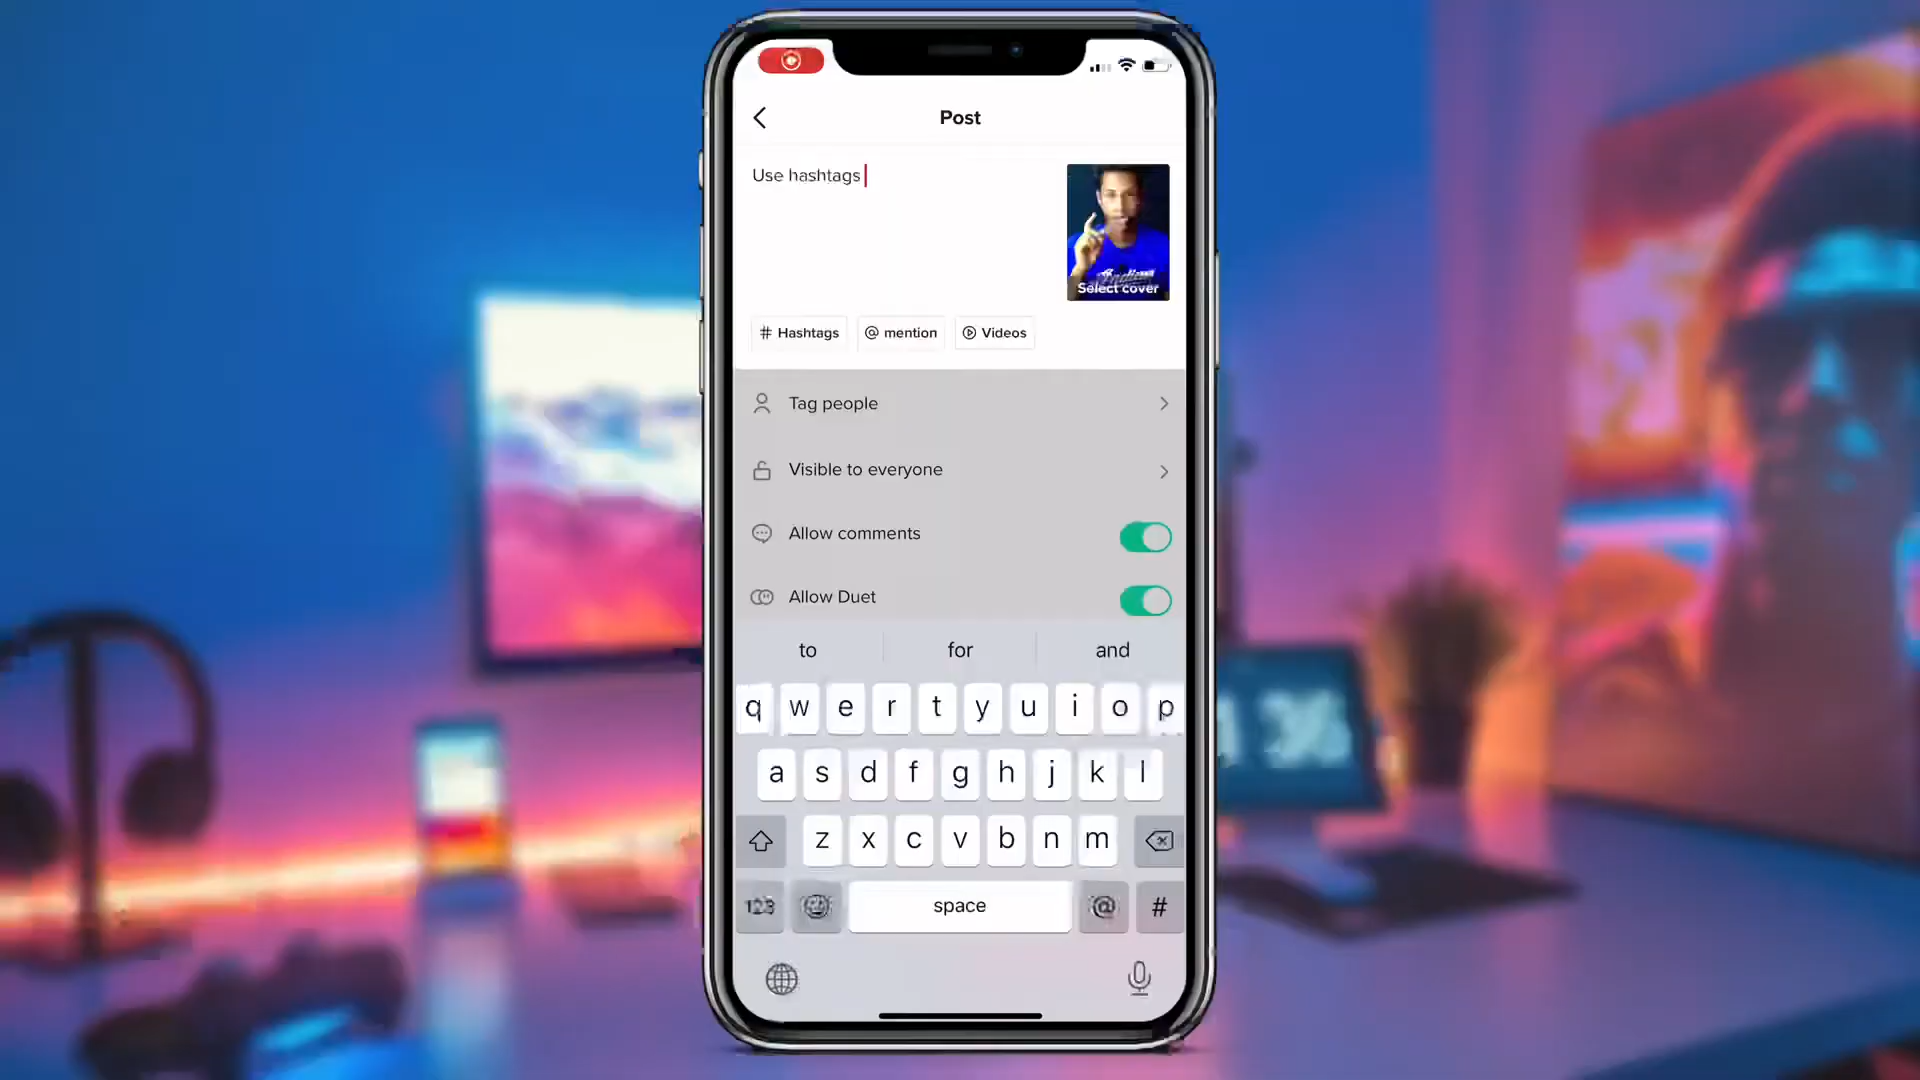 Post
Use hashtags
Select cover
# Hashtags
@ mention
Videos
Tag people
Visible to everyone
Allow comments
Allow Duet
to for and
q w e r t y u i o p
a s d f g h j k l
z x c v b n m
123 space @ #